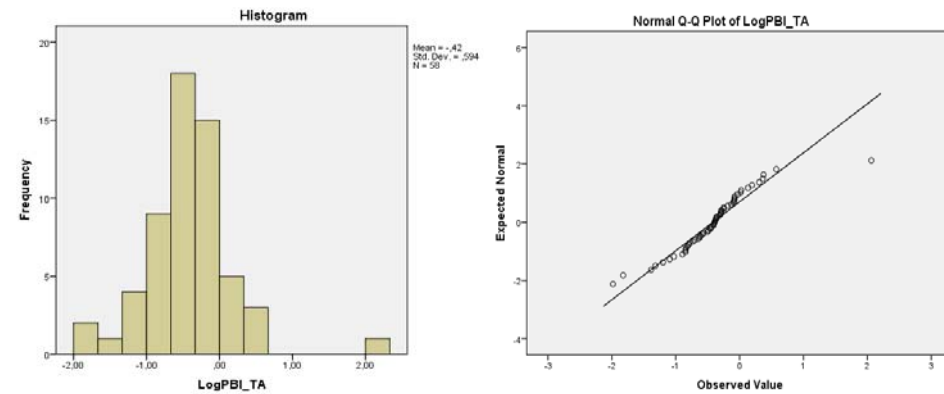 Histogram
Mean = -,42
Std. Dev. = ,594
N = 58
20
15
10
5
0
-2,00 -1,00 ,00 1,00 2,00
Frequency
LogPBI_TA
Normal Q-Q Plot of LogPBI_TA
6
4
2
0
-2
-4
-3 -2 -1 0 1 2 3
Expected Normal
Observed Value